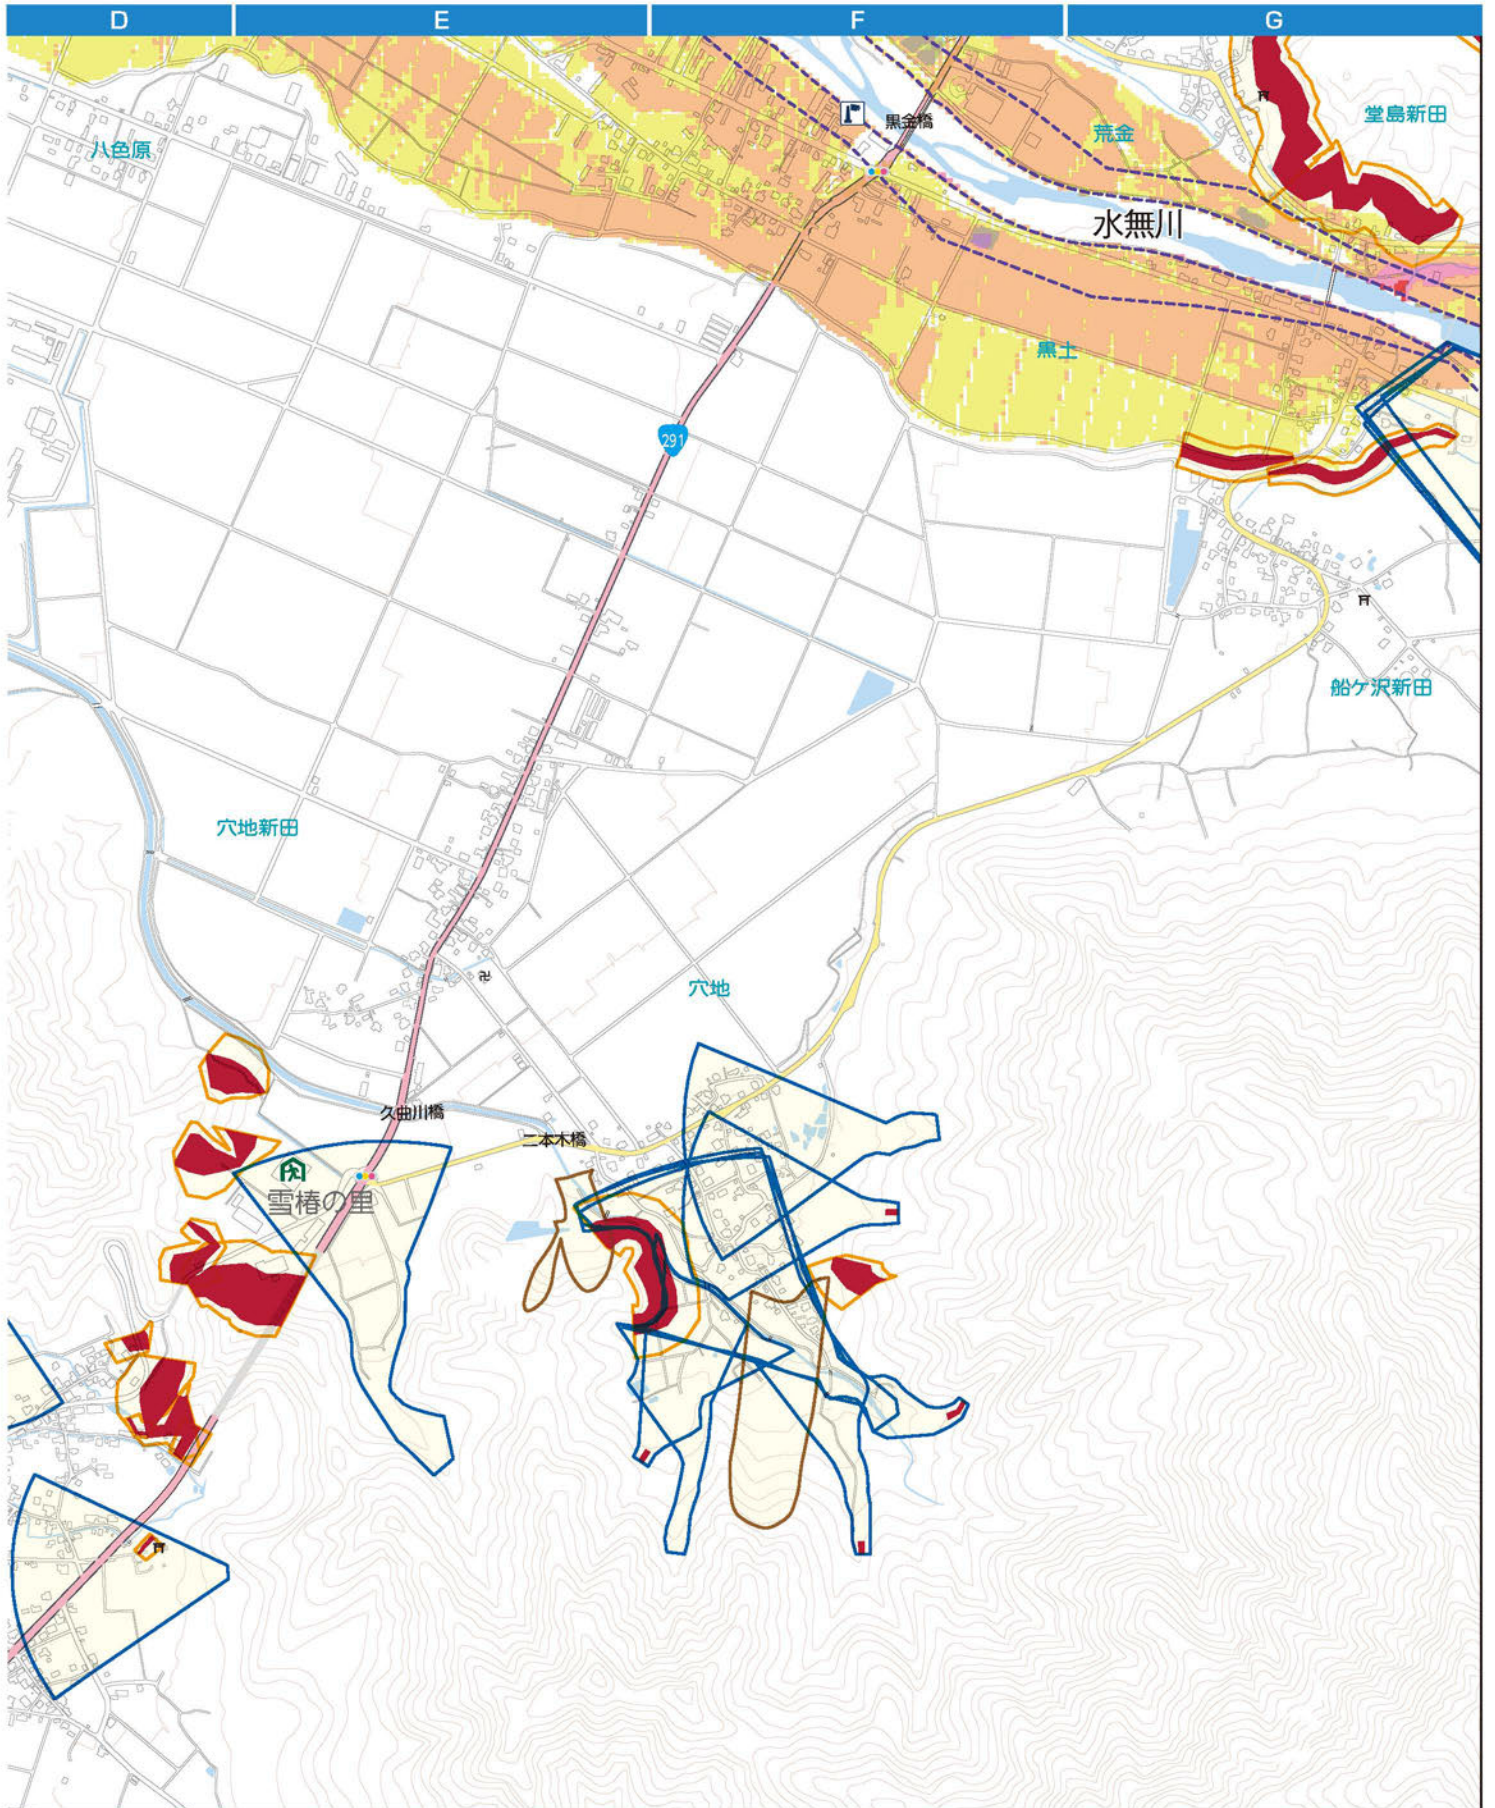 D
E
F
G
堂島新田
黒金橋
荒金
八色原
水無川
黒土
291
船ケ沢新田
穴地新田
卍
穴地
久曲川橋
二本木橋
雪椿の里